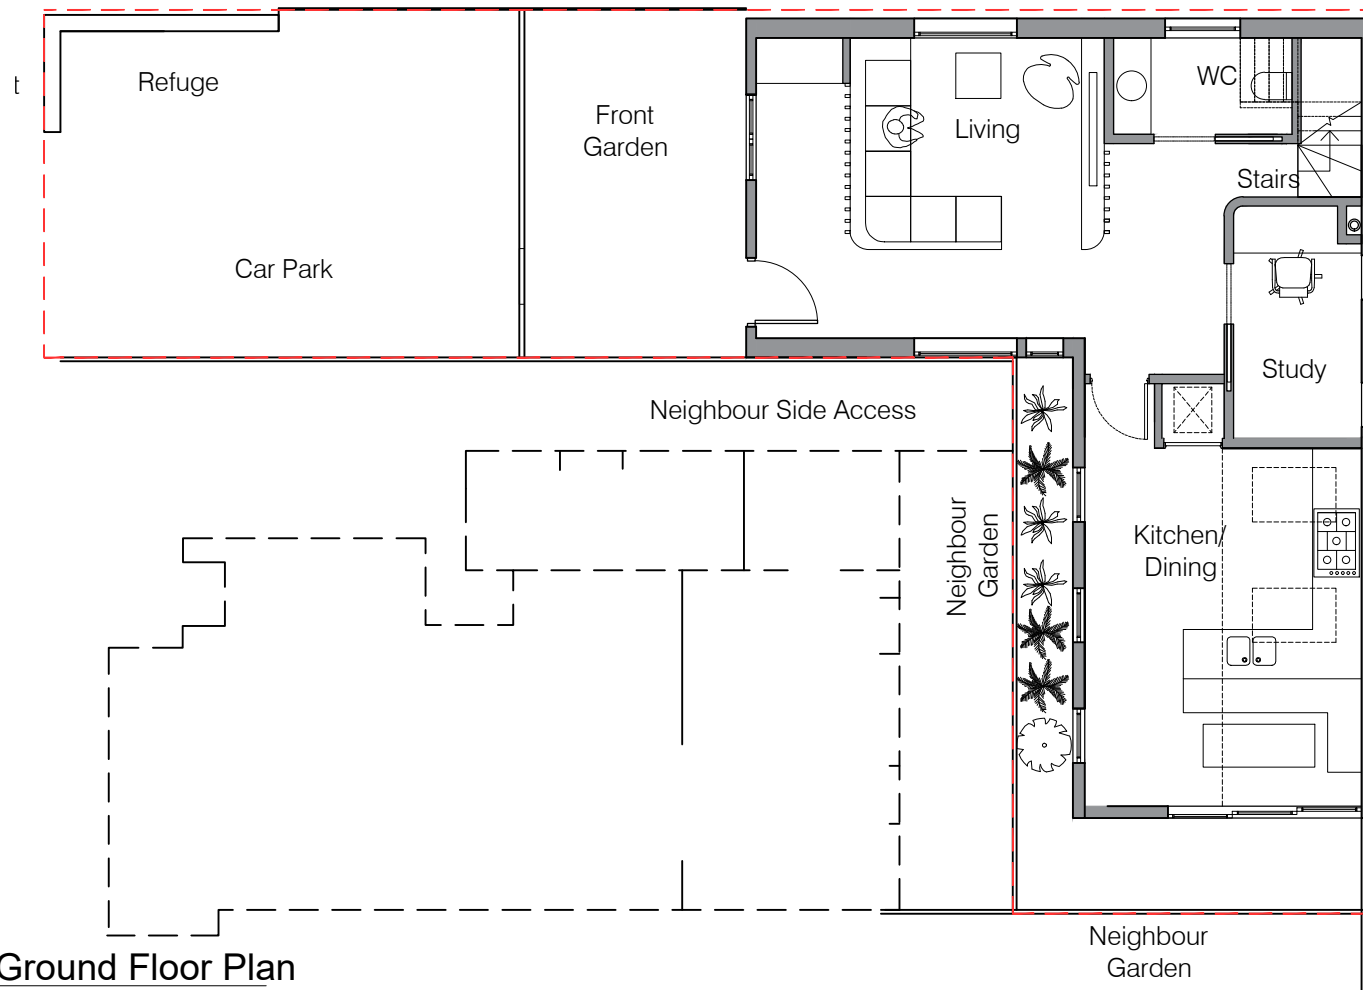 t
Refuge
Front
Garden
Living
WC
Stairs
Car Park
Study
Neighbour Side Access
Neighbour
Garden
Kitchen/
Dining
Neighbour
Garden
Ground Floor Plan